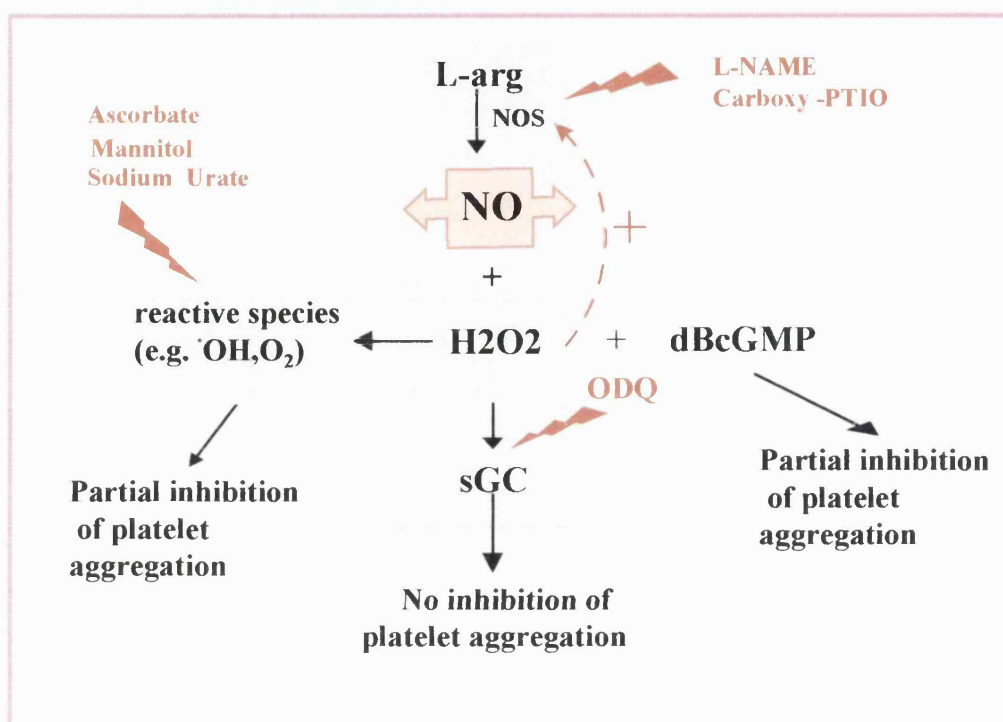 L-arg
NOS
L-NAME
Carboxy -PTIO
Ascorbate
Mannitol
Sodium Urate
NO
+
+
reactive species
(e.g. ˙OH,O₂)
H2O2
+
dBcGMP
ODQ
sGC
Partial inhibition
of platelet
aggregation
Partial inhibition
of platelet
aggregation
No inhibition of
platelet aggregation